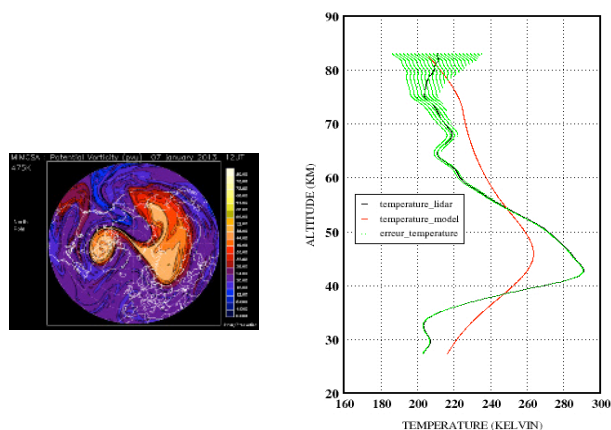 MIMOSA Potential Vorticity (pvu) 07 january 2013 12UT
475K
North
Pole
90
80
70
60
50
40
30
20
160 180 200 220 240 260 280 300
ALTITUDE (KM)
TEMPERATURE (KELVIN)
temperature_lidar
temperature_model
erreur_temperature